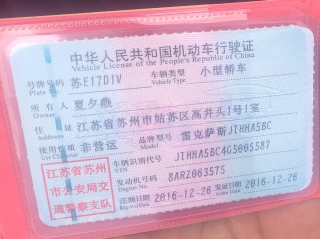 中华人民共和国机动车行驶证
Vehicle License of the People's Republic of China
号牌号码 苏E17D1V 车辆类型 小型轿车
Plate No. Vehicle Type
所有人 夏夕燕
Owner
住址 江苏省苏州市姑苏区高井头1号1室
Address
使用性质 非营运 品牌型号 雷克萨斯JTHHA5BC
Use Character Model
江苏省苏州市公安局交通警察支队
车辆识别代号 JTHHA5BC4G5005587
VIN
发动机号码 8ARZ063575
Engine No.
注册日期 2016-12-26 发证日期 2016-12-26
Register Date Issue Date